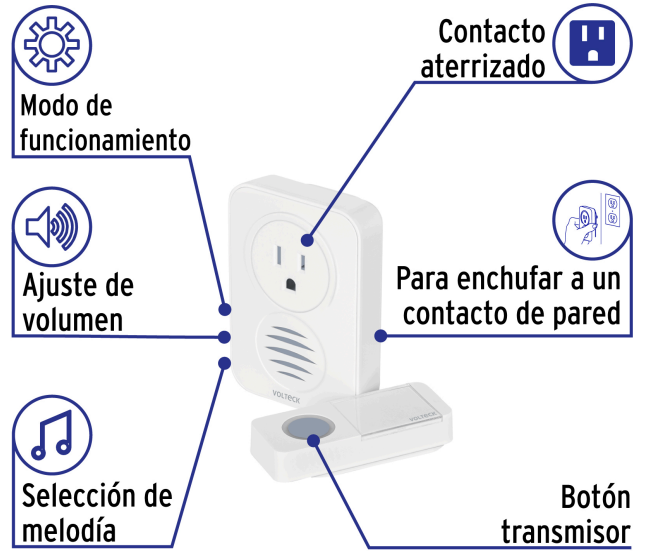 Contacto
aterrizado
Modo de
funcionamiento
Ajuste de
volumen
Para enchufar a un
contacto de pared
VOLTECK
VOLTECK
Selección de
melodía
Botón
transmisor